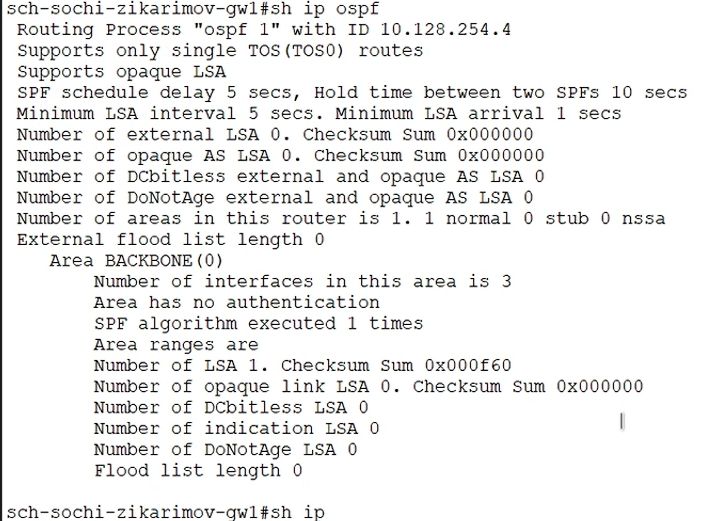 sch-sochi-zikarimov-gw1#sh ip ospf
Routing Process "ospf 1" with ID 10.128.254.4
Supports only single TOS(TOS0) routes
Supports opaque LSA
SPF schedule delay 5 secs, Hold time between two SPFs 10 secs
Minimum LSA interval 5 secs. Minimum LSA arrival 1 secs
Number of external LSA 0. Checksum Sum 0x000000
Number of opaque AS LSA 0. Checksum Sum 0x000000
Number of DCbitless external and opaque AS LSA 0
Number of DoNotAge external and opaque AS LSA 0
Number of areas in this router is 1. 1 normal 0 stub 0 nssa
External flood list length 0
Area BACKBONE(0)
Number of interfaces in this area is 3
Area has no authentication
SPF algorithm executed 1 times
Area ranges are
Number of LSA 1. Checksum Sum 0x000f60
Number of opaque link LSA 0. Checksum Sum 0x000000
Number of DCbitless LSA 0
Number of indication LSA 0
Number of DoNotAge LSA 0
Flood list length 0
sch-sochi-zikarimov-gw1#sh ip